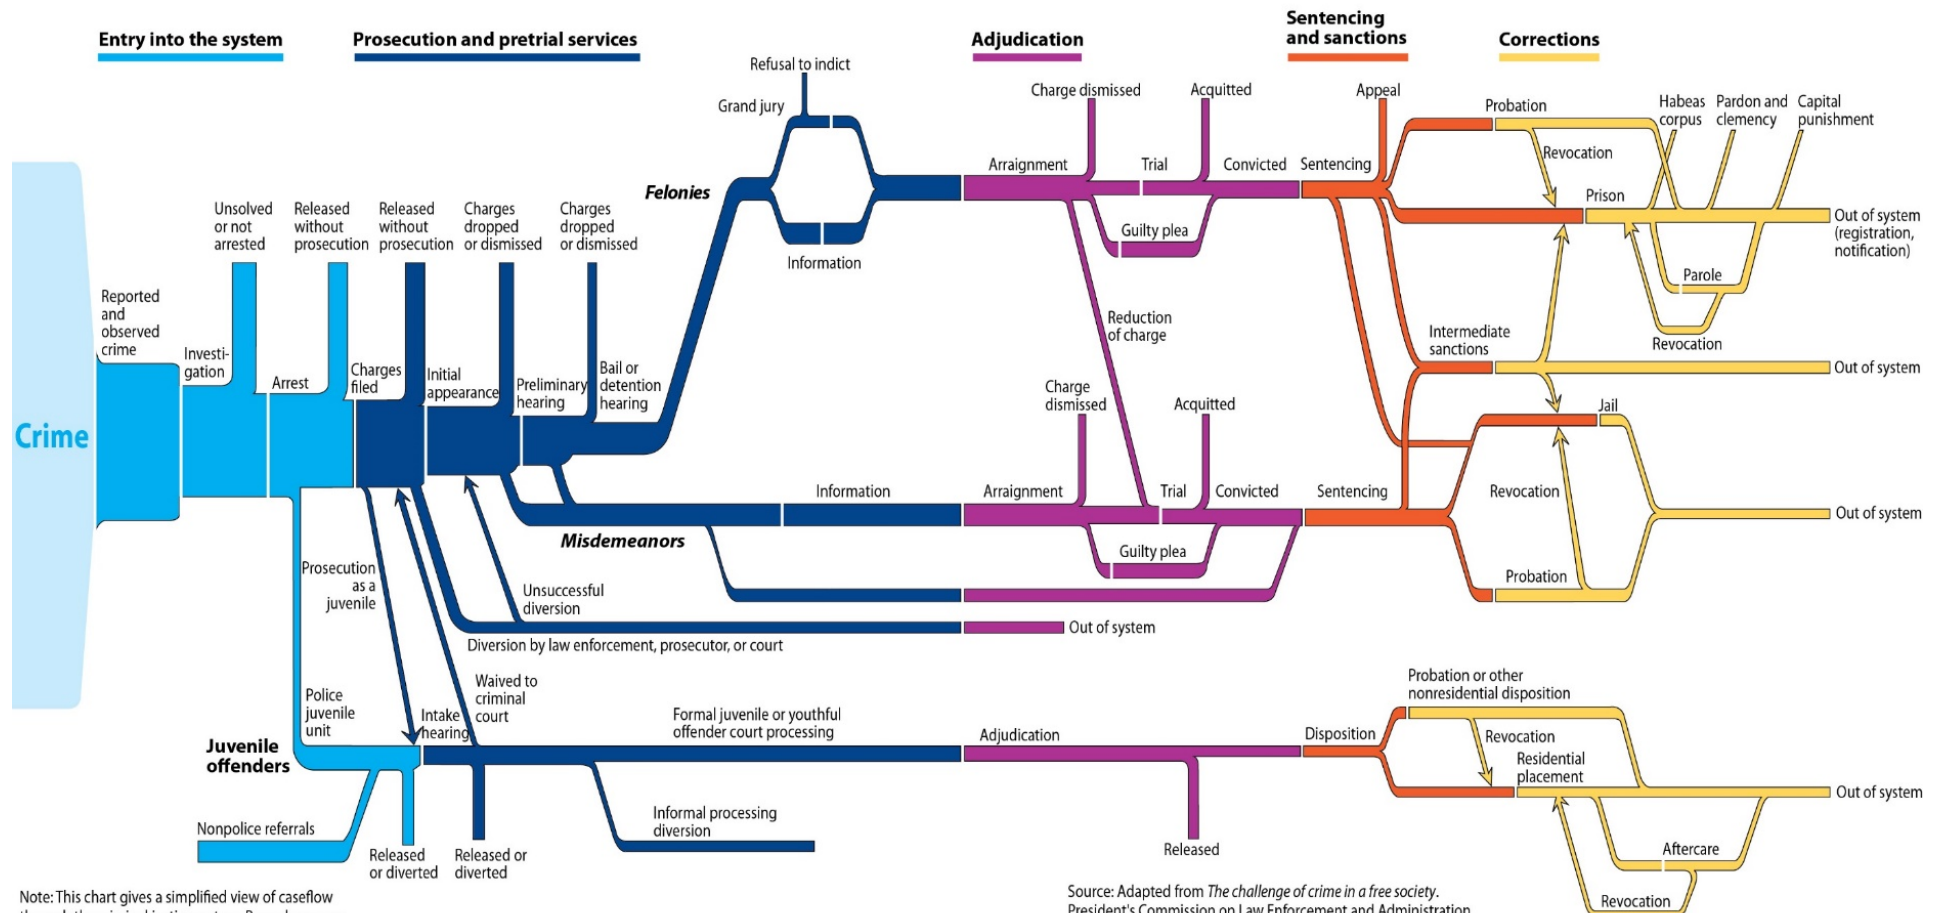 Entry into the system
Prosecution and pretrial services
Adjudication
Sentencing
and sanctions
Corrections
Refusal to indict
Grand jury
Charge dismissed
Acquitted
Appeal
Probation
Habeas
corpus
Pardon and
clemency
Capital
punishment
Arraignment
Trial
Convicted
Sentencing
Revocation
Felonies
Prison
Unsolved
or not
arrested
Released
without
prosecution
Released
without
prosecution
Charges
dropped
or dismissed
Charges
dropped
or dismissed
Guilty plea
Out of system
(registration,
notification)
Information
Parole
Reported
and
observed
crime
Reduction
of charge
Intermediate
sanctions
Revocation
Investi-
gation
Arrest
Charges
filed
Initial
appearance
Preliminary
hearing
Bail or
detention
hearing
Out of system
Charge
dismissed
Acquitted
Jail
Crime
Information
Arraignment
Trial
Convicted
Sentencing
Revocation
Out of system
Misdemeanors
Guilty plea
Prosecution
as a
juvenile
Unsuccessful
diversion
Probation
Out of system
Diversion by law enforcement, prosecutor, or court
Police
juvenile
unit
Waived to
criminal
court
Intake
hearing
Formal juvenile or youthful
offender court processing
Probation or other
nonresidential disposition
Juvenile
offenders
Adjudication
Disposition
Revocation
Residential
placement
Out of system
Nonpolice referrals
Informal processing
diversion
Released
or diverted
Released or
diverted
Released
Aftercare
Revocation
Note: This chart gives a simplified view of caseflow
Source: Adapted from The challenge of crime in a free society.
President's Commission on Law Enforcement and Administration